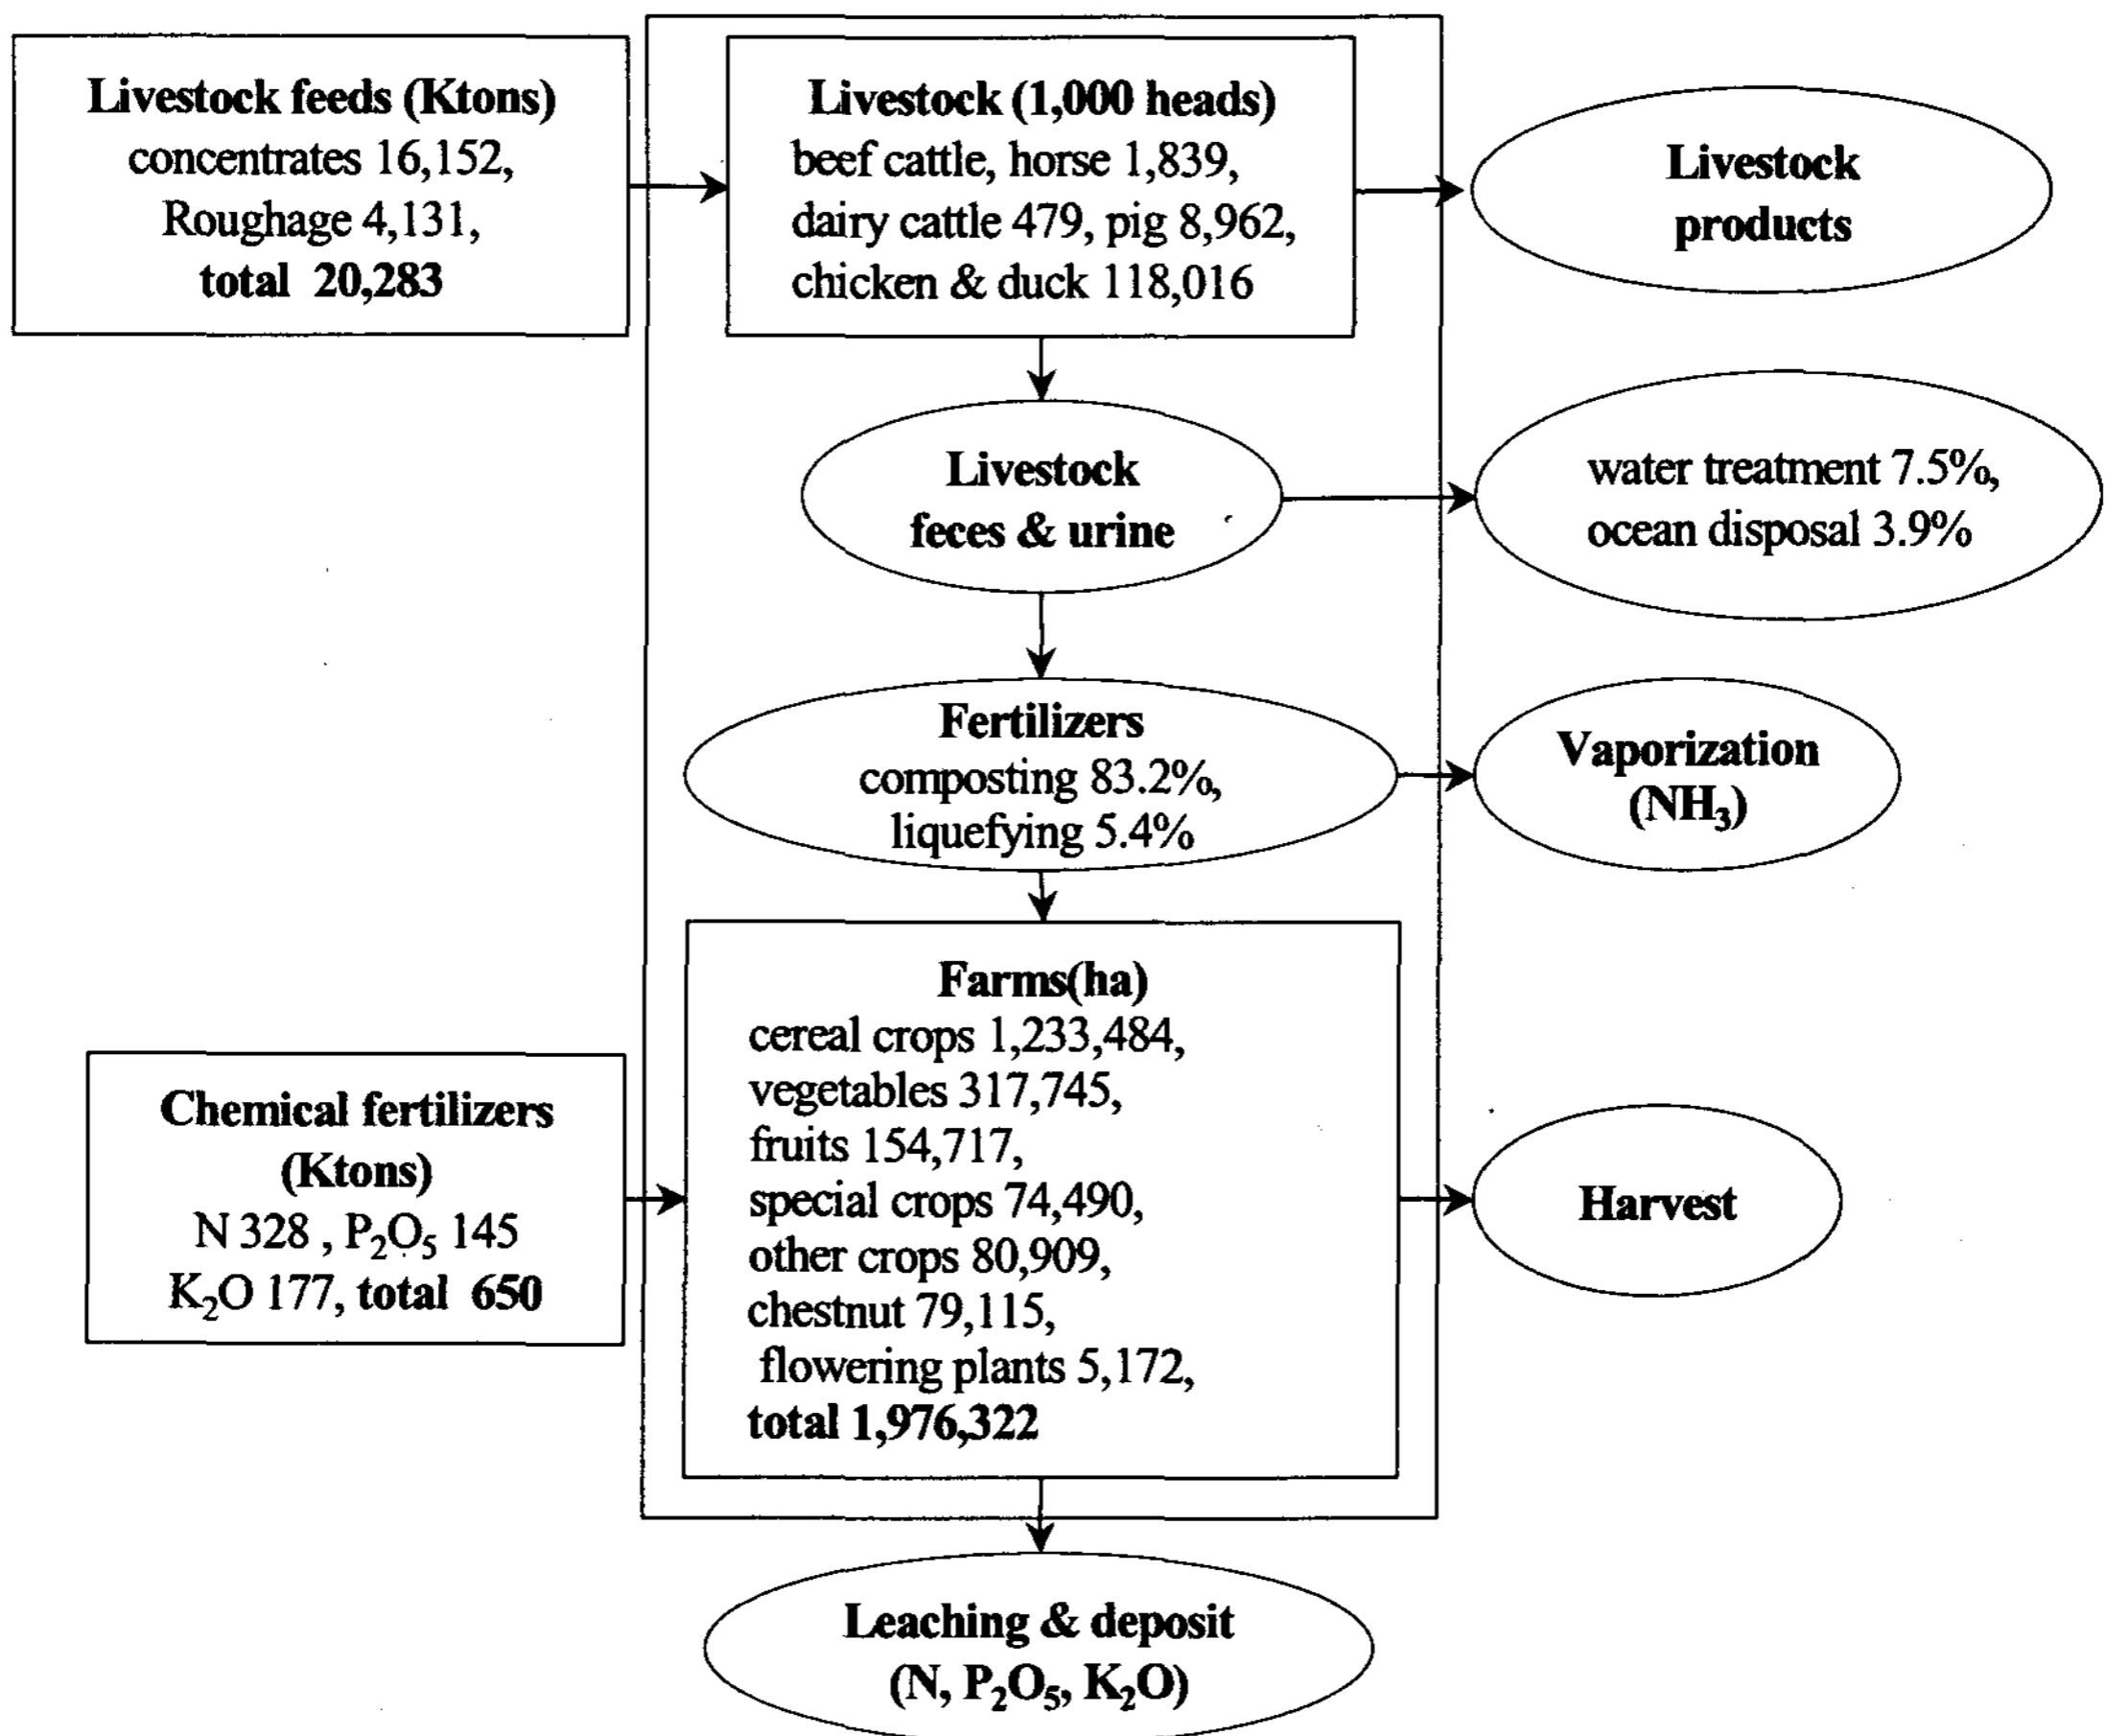 Livestock feeds (Ktons)
concentrates 16,152,
Roughage 4,131,
total 20,283
Livestock (1,000 heads)
beef cattle, horse 1,839,
dairy cattle 479, pig 8,962,
chicken & duck 118,016
Livestock
products
Livestock
feces & urine
water treatment 7.5%,
ocean disposal 3.9%
Fertilizers
composting 83.2%,
liquefying 5.4%
Vaporization
(NH₃)
Chemical fertilizers
(Ktons)
N 328 , P₂O₅ 145
K₂O 177, total 650
Farms(ha)
cereal crops 1,233,484,
vegetables 317,745,
fruits 154,717,
special crops 74,490,
other crops 80,909,
chestnut 79,115,
flowering plants 5,172,
total 1,976,322
Harvest
Leaching & deposit
(N, P₂O₅, K₂O)